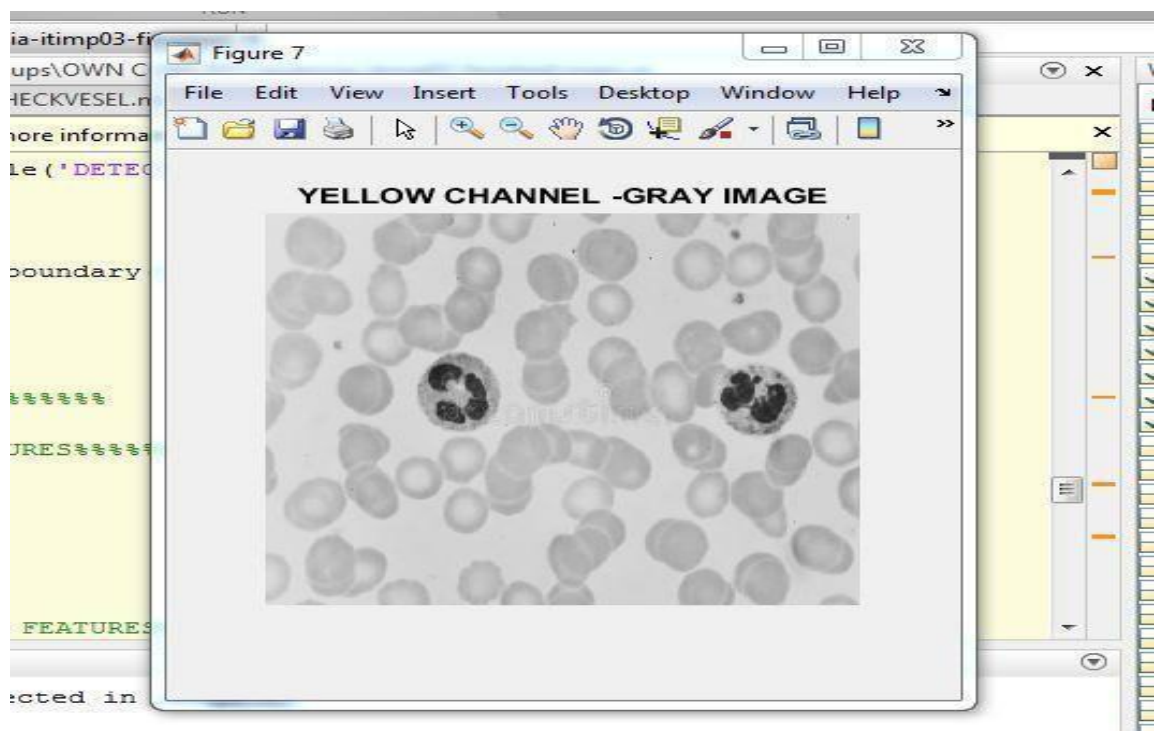 ia-itimp03-fi
Figure 7
ups\OWN C
HECKVESEL.m
File Edit View Insert Tools Desktop Window Help
nore informa
le('DETEC
YELLOW CHANNEL -GRAY IMAGE
boundary
%%%%%%
URES%%%%%
FEATURES
ected in